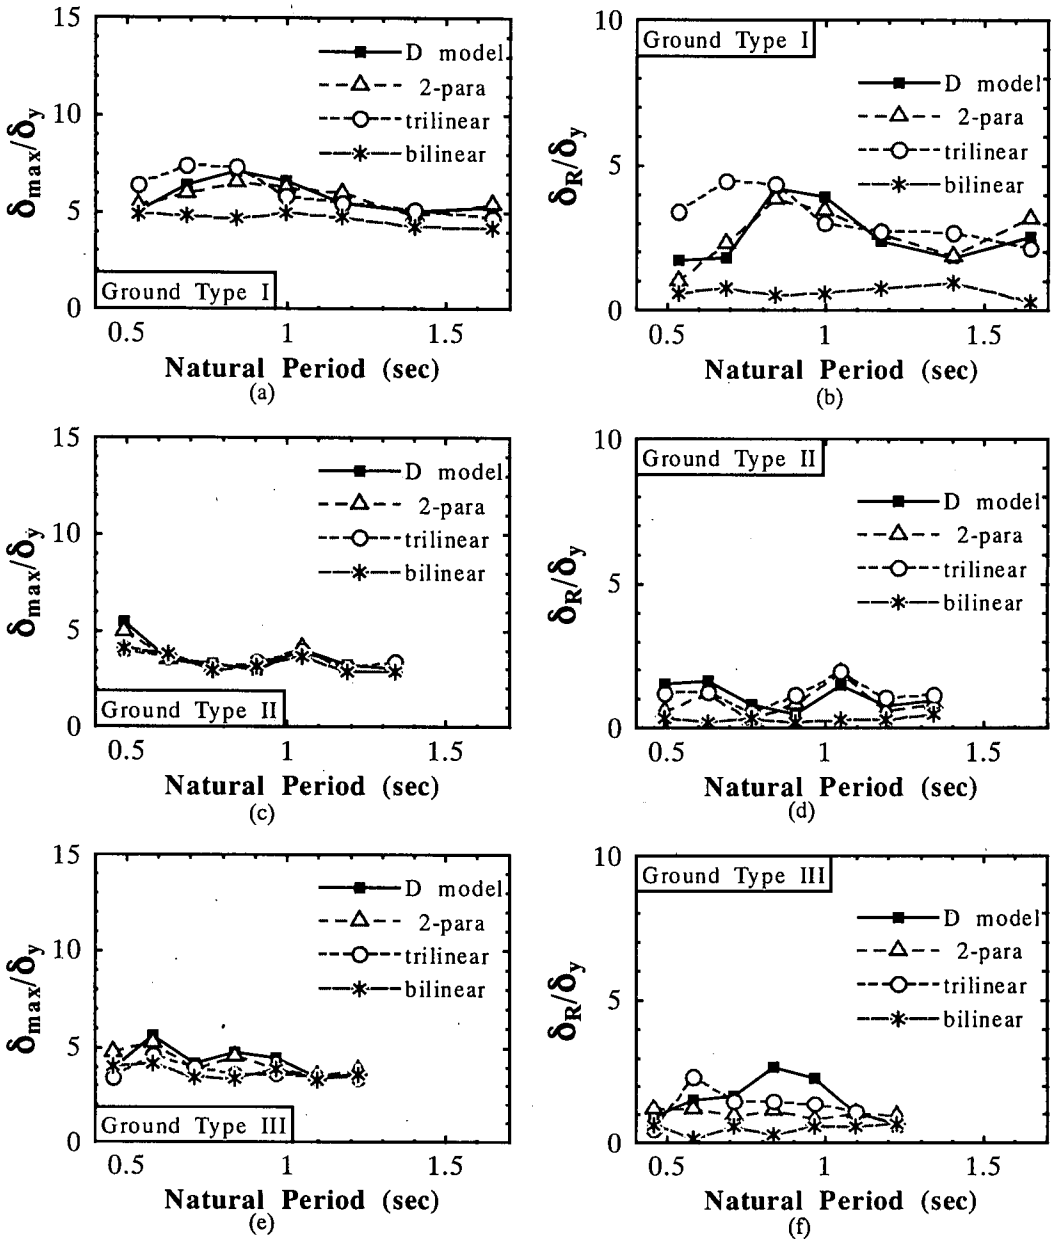 15
10
5
0
δmax/δy
D model
2-para
trilinear
bilinear
Ground Type I
0.5 1 1.5
Natural Period (sec)
(a)
10
5
0
δR/δy
Ground Type I
D model
2-para
trilinear
bilinear
0.5 1 1.5
Natural Period (sec)
(b)
15
10
5
0
δmax/δy
D model
2-para
trilinear
bilinear
Ground Type II
0.5 1 1.5
Natural Period (sec)
(c)
10
5
0
δR/δy
Ground Type II
D model
2-para
trilinear
bilinear
0.5 1 1.5
Natural Period (sec)
(d)
15
10
5
0
δmax/δy
D model
2-para
trilinear
bilinear
Ground Type III
0.5 1 1.5
Natural Period (sec)
(e)
10
5
0
δR/δy
Ground Type III
D model
2-para
trilinear
bilinear
0.5 1 1.5
Natural Period (sec)
(f)